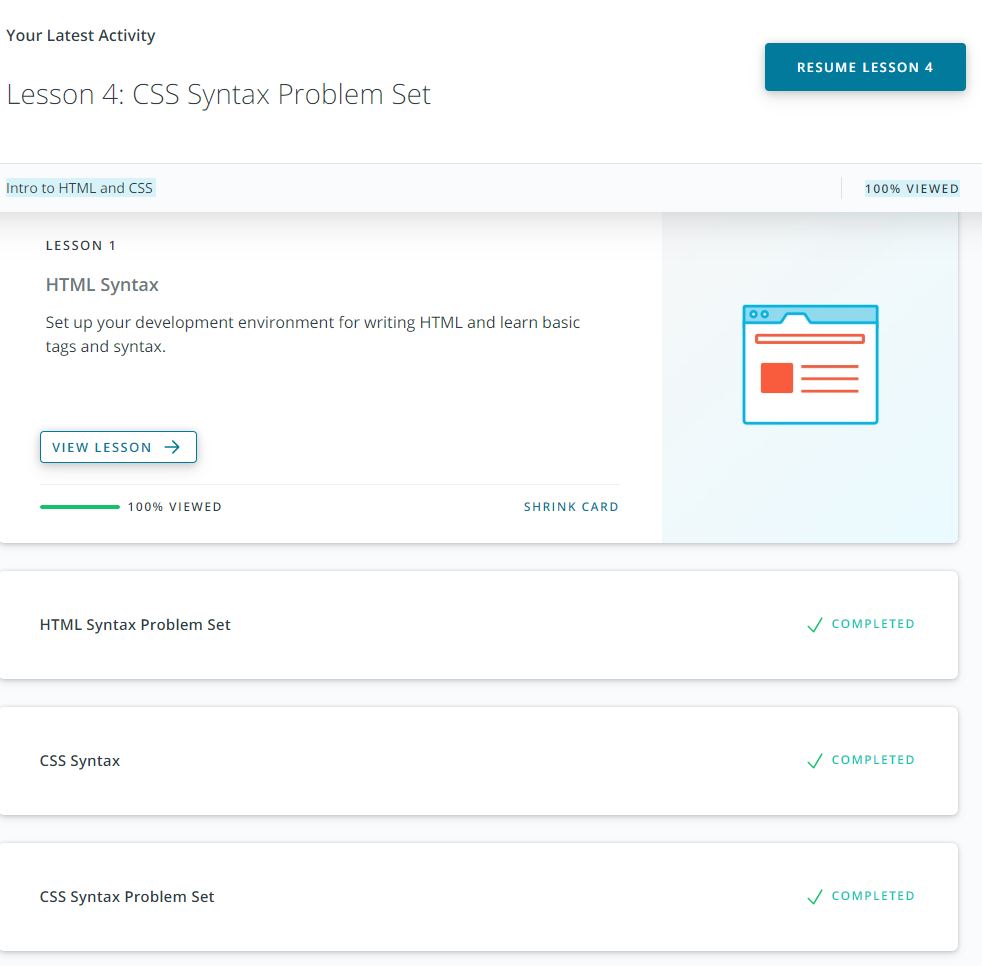 Your Latest Activity
RESUME LESSON 4
Lesson 4: CSS Syntax Problem Set
Intro to HTML and CSS
100% VIEWED
LESSON 1
HTML Syntax
Set up your development environment for writing HTML and learn basic
tags and syntax.
VIEW LESSON
100% VIEWED
SHRINK CARD
HTML Syntax Problem Set
COMPLETED
CSS Syntax
COMPLETED
CSS Syntax Problem Set
COMPLETED